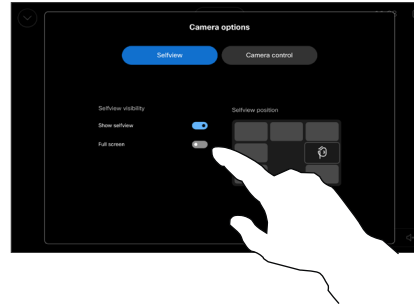 Camera options
Selfview
Camera control
Selfview visibility
Selfview position
Show selfview
Full screen